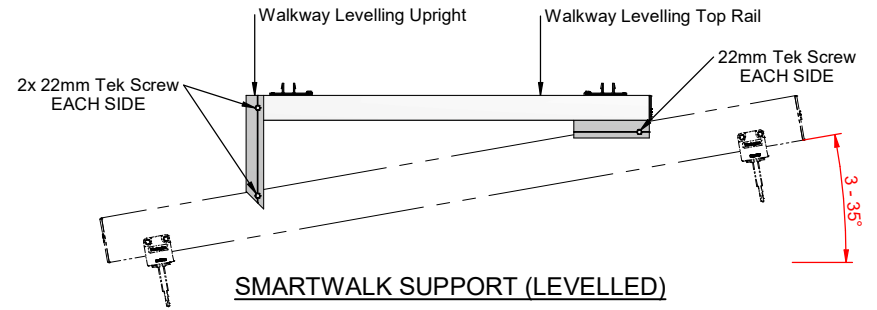 Walkway Levelling Upright
Walkway Levelling Top Rail
2x 22mm Tek Screw
EACH SIDE
22mm Tek Screw
EACH SIDE
3 - 35°
SMARTWALK SUPPORT (LEVELLED)